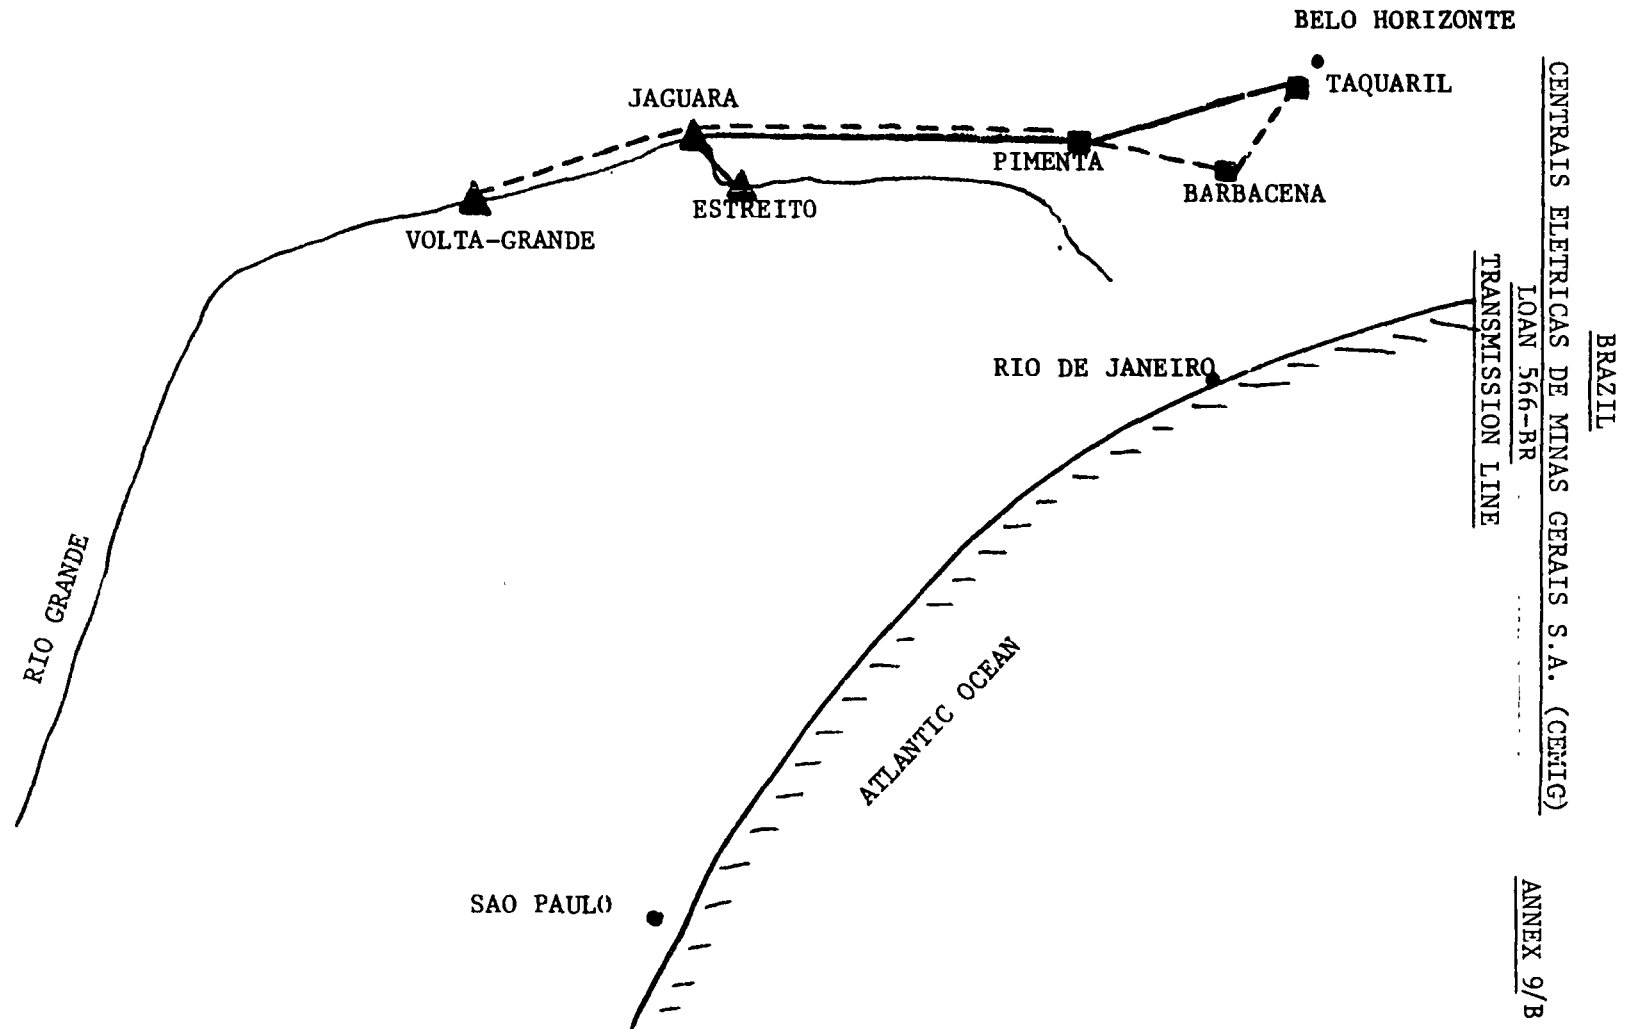 BRAZIL
CENTRAIS ELETRICAS DE MINAS GERAIS S.A. (CEMIG)
LOAN 566-BR
TRANSMISSION LINE
ANNEX 9/B
BELO HORIZONTE
TAQUARIL
JAGUARA
PIMENTA
BARBACENA
ESTREITO
VOLTA-GRANDE
RIO DE JANEIRO
RIO GRANDE
ATLANTIC OCEAN
SAO PAULO